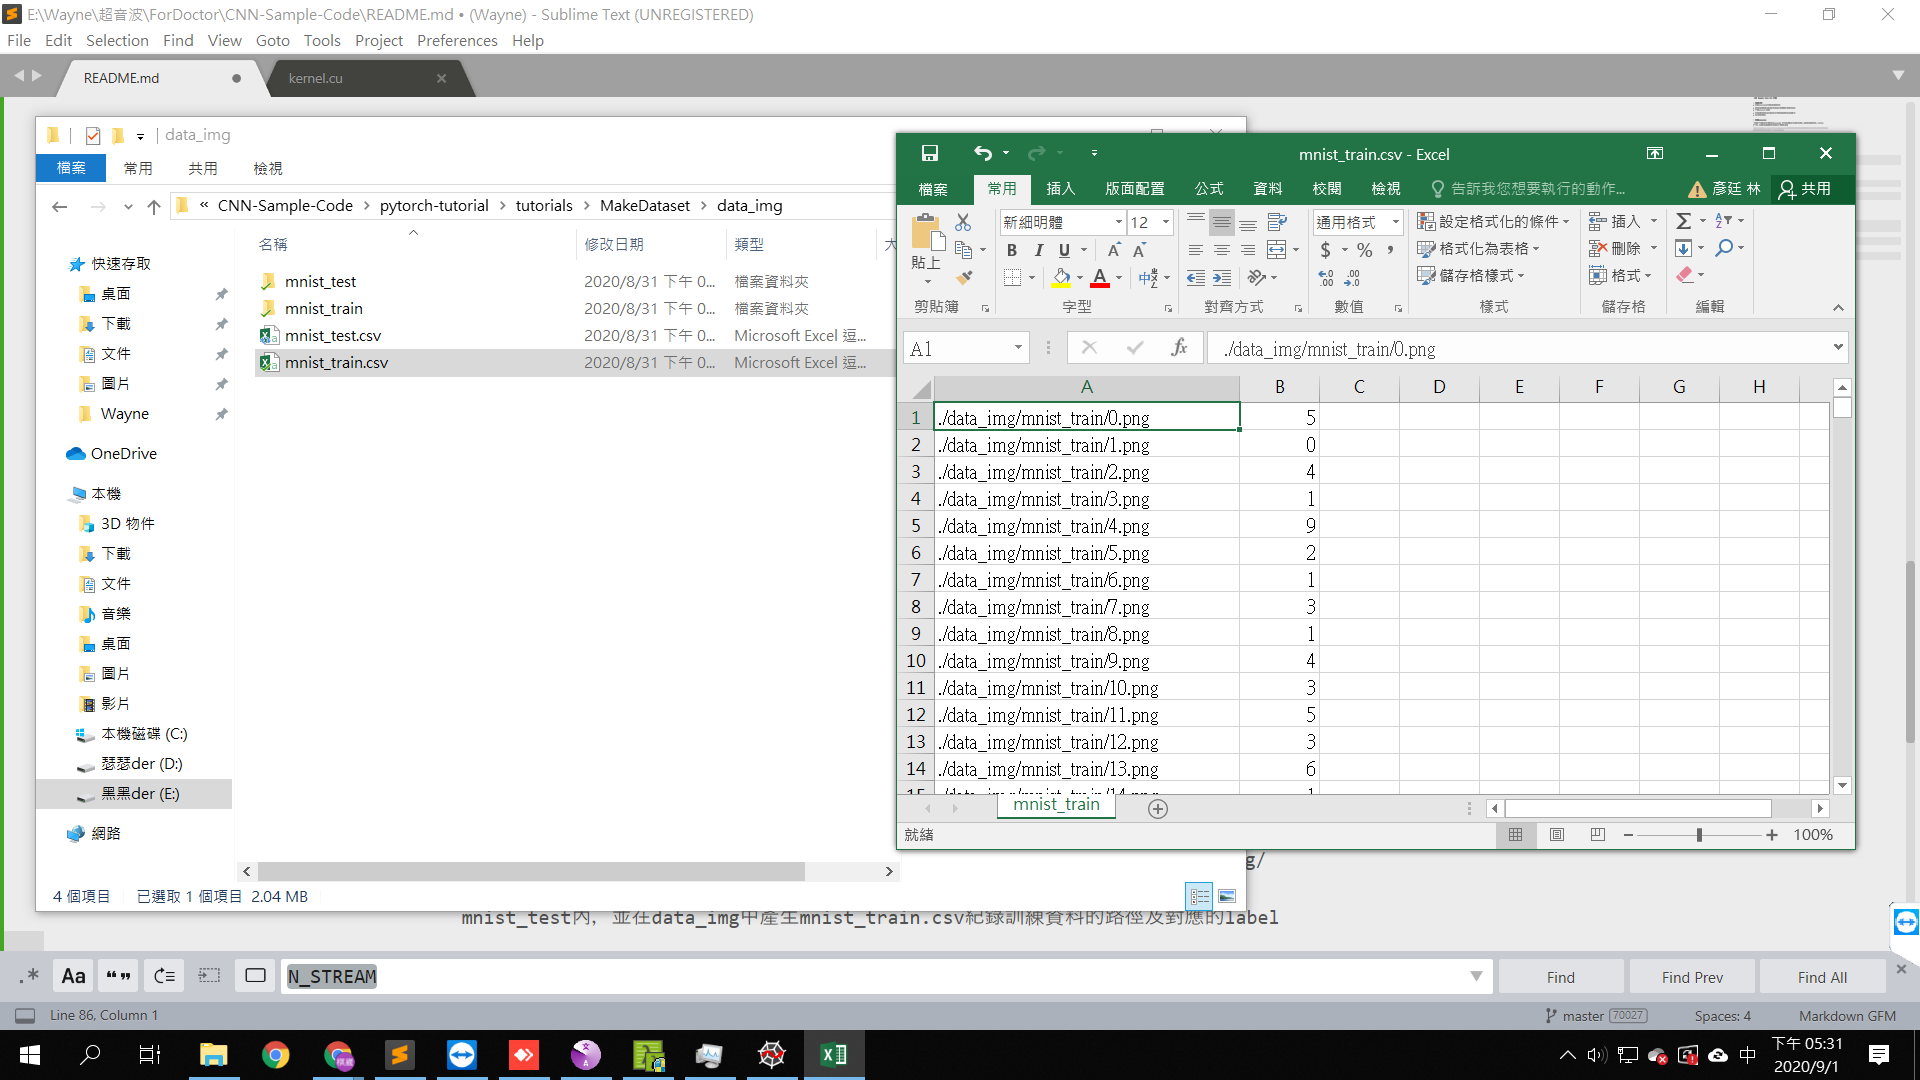 E:\Wayne\超音波\ForDoctor\CNN-Sample-Code\README.md • (Wayne) - Sublime Text (UNREGISTERED)
File Edit Selection Find View Goto Tools Project Preferences Help
README.md
kernel.cu
data_img
檔案 常用 共用 檢視
« CNN-Sample-Code › pytorch-tutorial › tutorials › MakeDataset › data_img
名稱 修改日期 類型 大
mnist_test 2020/8/31 下午 0... 檔案資料夾
mnist_train 2020/8/31 下午 0... 檔案資料夾
mnist_test.csv 2020/8/31 下午 0... Microsoft Excel 逗...
mnist_train.csv 2020/8/31 下午 0... Microsoft Excel 逗...
快速存取
桌面
下載
文件
圖片
Wayne
OneDrive
本機
3D 物件
下載
文件
音樂
桌面
圖片
影片
本機磁碟 (C:)
瑟瑟der (D:)
黑黑der (E:)
網路
4 個項目 已選取 1 個項目 2.04 MB
mnist_train.csv - Excel
檔案 常用 插入 版面配置 公式 資料 校閱 檢視 告訴我您想要執行的動作... 彥廷 林 共用
貼上
剪貼簿
新細明體 12
B I U A A
A 中
字型
對齊方式
通用格式
$ % ,
數值
設定格式化的條件
格式化為表格
儲存格樣式
樣式
插入
刪除
格式
儲存格
編輯
A1 fx ./data_img/mnist_train/0.png
A B C D E F G H
1 ./data_img/mnist_train/0.png 5
2 ./data_img/mnist_train/1.png 0
3 ./data_img/mnist_train/2.png 4
4 ./data_img/mnist_train/3.png 1
5 ./data_img/mnist_train/4.png 9
6 ./data_img/mnist_train/5.png 2
7 ./data_img/mnist_train/6.png 1
8 ./data_img/mnist_train/7.png 3
9 ./data_img/mnist_train/8.png 1
10 ./data_img/mnist_train/9.png 4
11 ./data_img/mnist_train/10.png 3
12 ./data_img/mnist_train/11.png 5
13 ./data_img/mnist_train/12.png 3
14 ./data_img/mnist_train/13.png 6
15 ./data_img/mnist_train/14.png 1
mnist_train
就緒 100%
g/
mnist_test內, 並在data_img中產生mnist_train.csv紀錄訓練資料的路徑及對應的label
.* Aa “” N_STREAM Find Find Prev Find All
Line 86, Column 1 master 70027 Spaces: 4 Markdown GFM
中 下午 05:31
2020/9/1